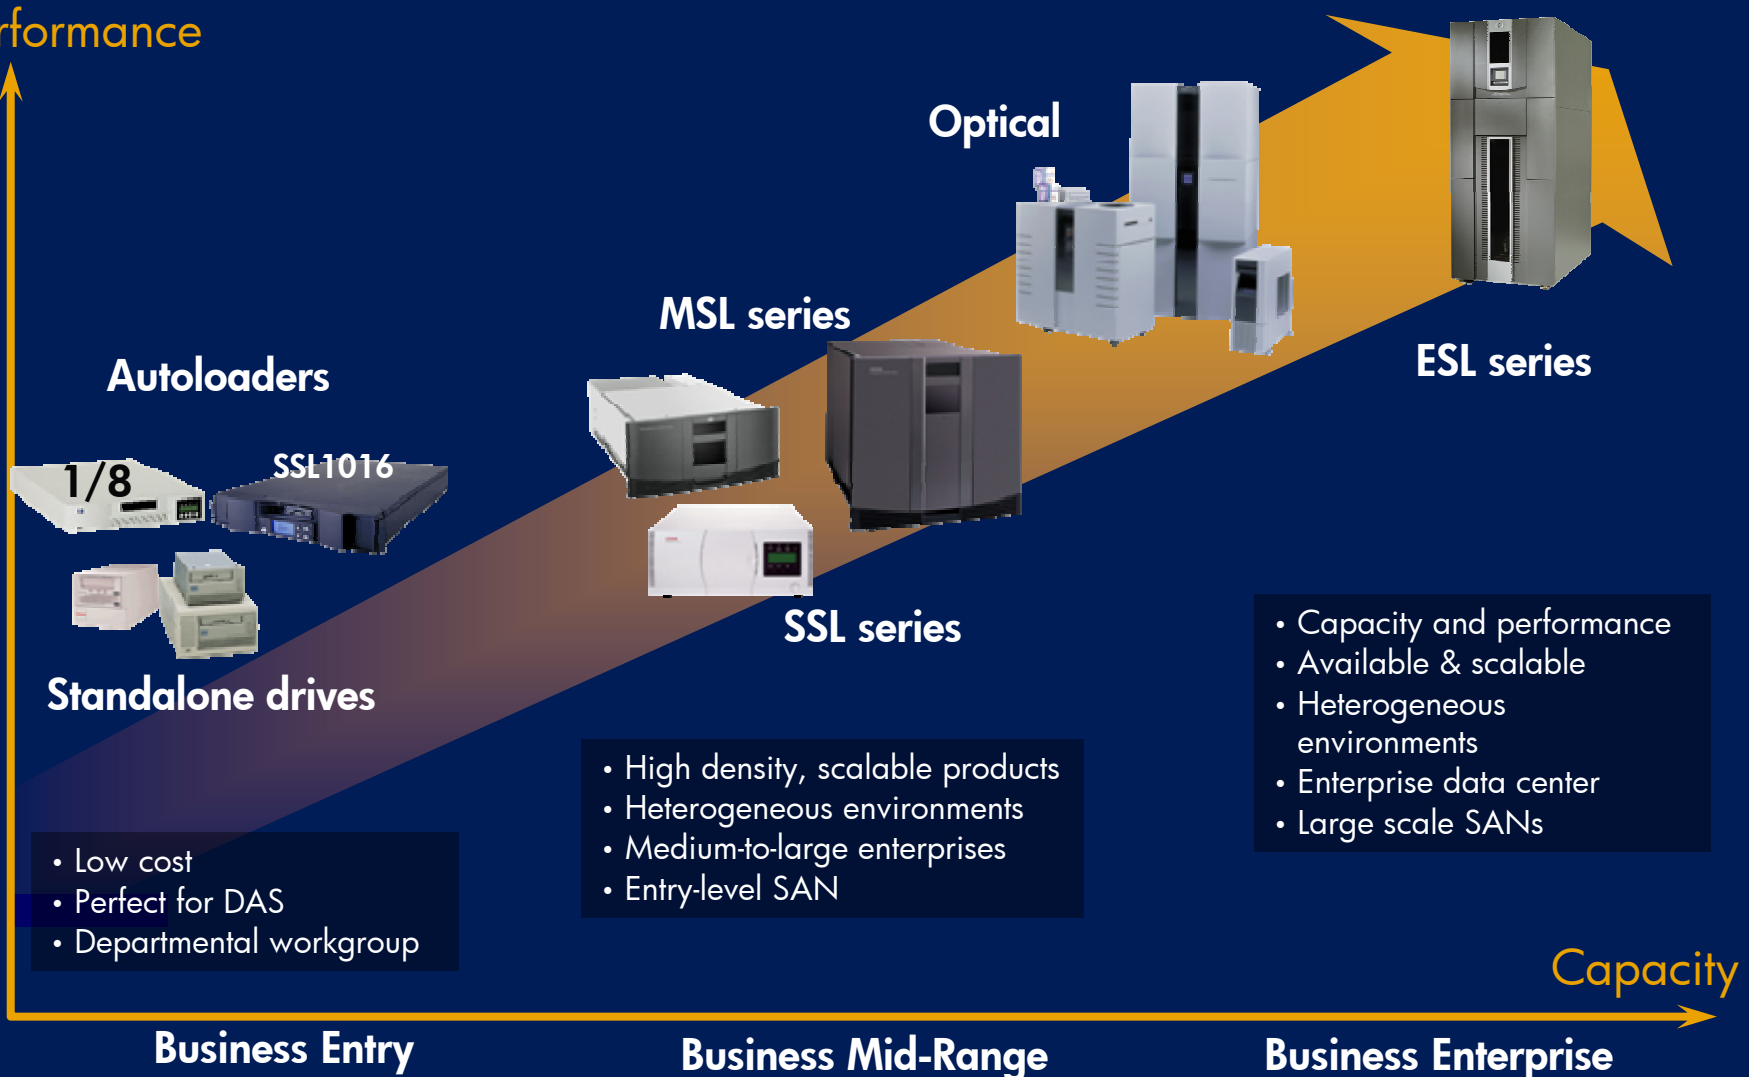 rformance
Optical
MSL series
ESL series
Autoloaders
1/8
SSL1016
SSL series
Standalone drives
• Low cost
• Perfect for DAS
• Departmental workgroup
• High density, scalable products
• Heterogeneous environments
• Medium-to-large enterprises
• Entry-level SAN
• Capacity and performance
• Available & scalable
• Heterogeneous
environments
• Enterprise data center
• Large scale SANs
Capacity
Business Entry
Business Mid-Range
Business Enterprise